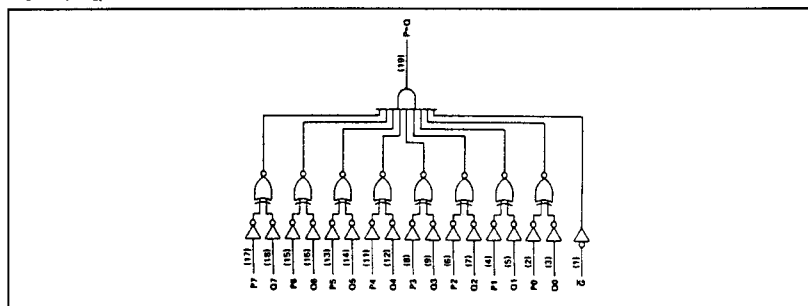 P=Q
(19)
(17)
(18)
(15)
(16)
(13)
(14)
(11)
(12)
(8)
(9)
(6)
(7)
(4)
(5)
(2)
(3)
(1)
P7
Q7
P6
Q6
P5
Q5
P4
Q4
P3
Q3
P2
Q2
P1
Q1
P0
Q0
G̅